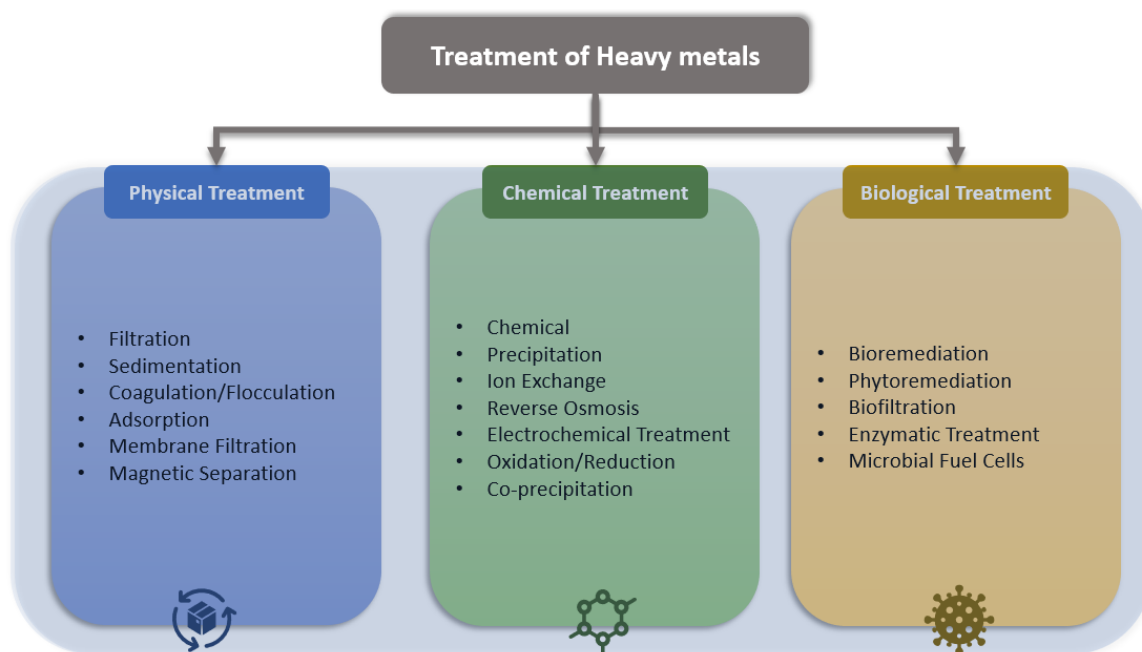 Treatment of Heavy metals
Physical Treatment
• Filtration
• Sedimentation
• Coagulation/Flocculation
• Adsorption
• Membrane Filtration
• Magnetic Separation
Chemical Treatment
• Chemical
• Precipitation
• Ion Exchange
• Reverse Osmosis
• Electrochemical Treatment
• Oxidation/Reduction
• Co-precipitation
Biological Treatment
• Bioremediation
• Phytoremediation
• Biofiltration
• Enzymatic Treatment
• Microbial Fuel Cells